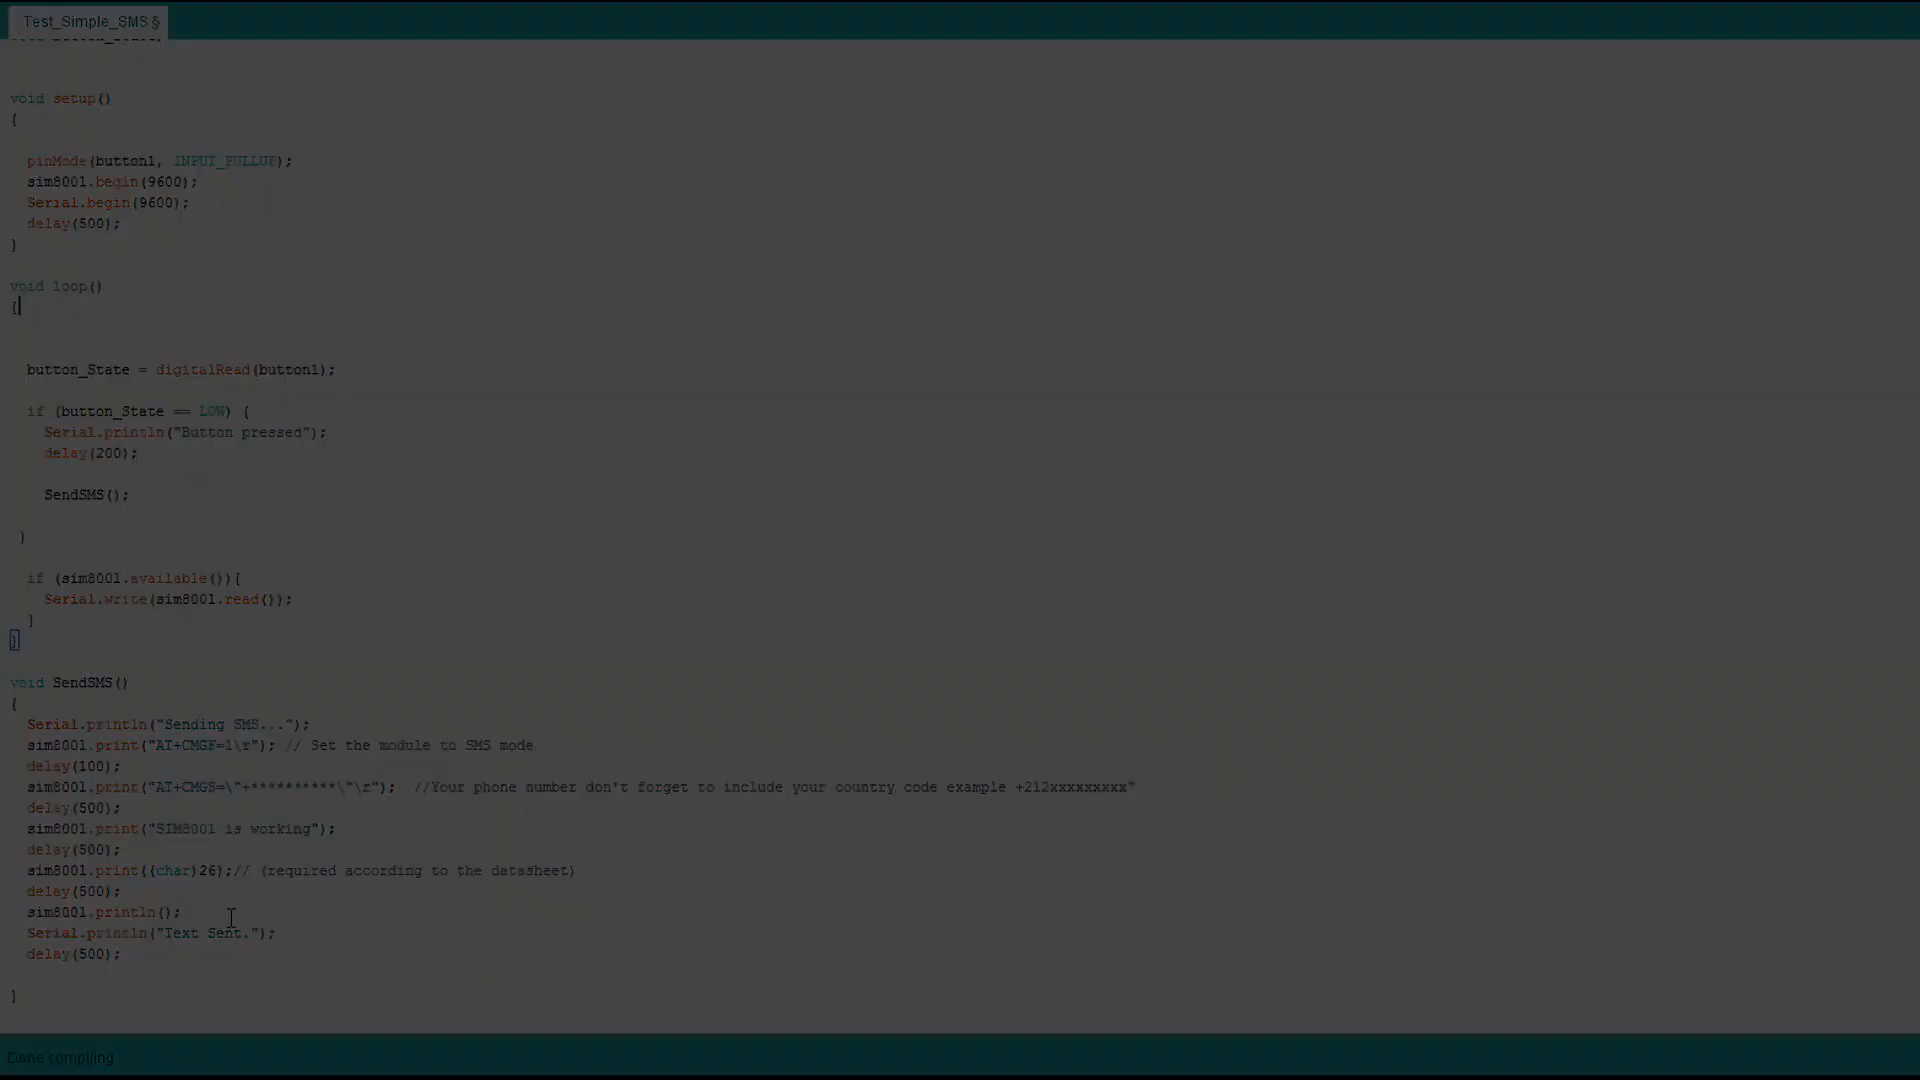 Test_Simple_SMS §
void setup()
{
pinMode(button1, INPUT_PULLUP);
sim800l.begin(9600);
Serial.begin(9600);
delay(500);
}
void loop()
{
button_State = digitalRead(button1);
if (button_State == LOW) {
Serial.println("Button pressed");
delay(200);
SendSMS();
}
if (sim800l.available()){
Serial.write(sim800l.read());
}
}
void SendSMS()
{
Serial.println("Sending SMS...");
sim800l.print("AT+CMGF=1\r"); // Set the module to SMS mode
delay(100);
sim800l.print("AT+CMGS=\"+**********\"\r"); //Your phone number don't forget to include your country code example +212xxxxxxxxx"
delay(500);
sim800l.print("SIM800l is working");
delay(500);
sim800l.print((char)26);// (required according to the datasheet)
delay(500);
sim800l.println();
Serial.println("Text Sent.");
delay(500);
}
Done compiling